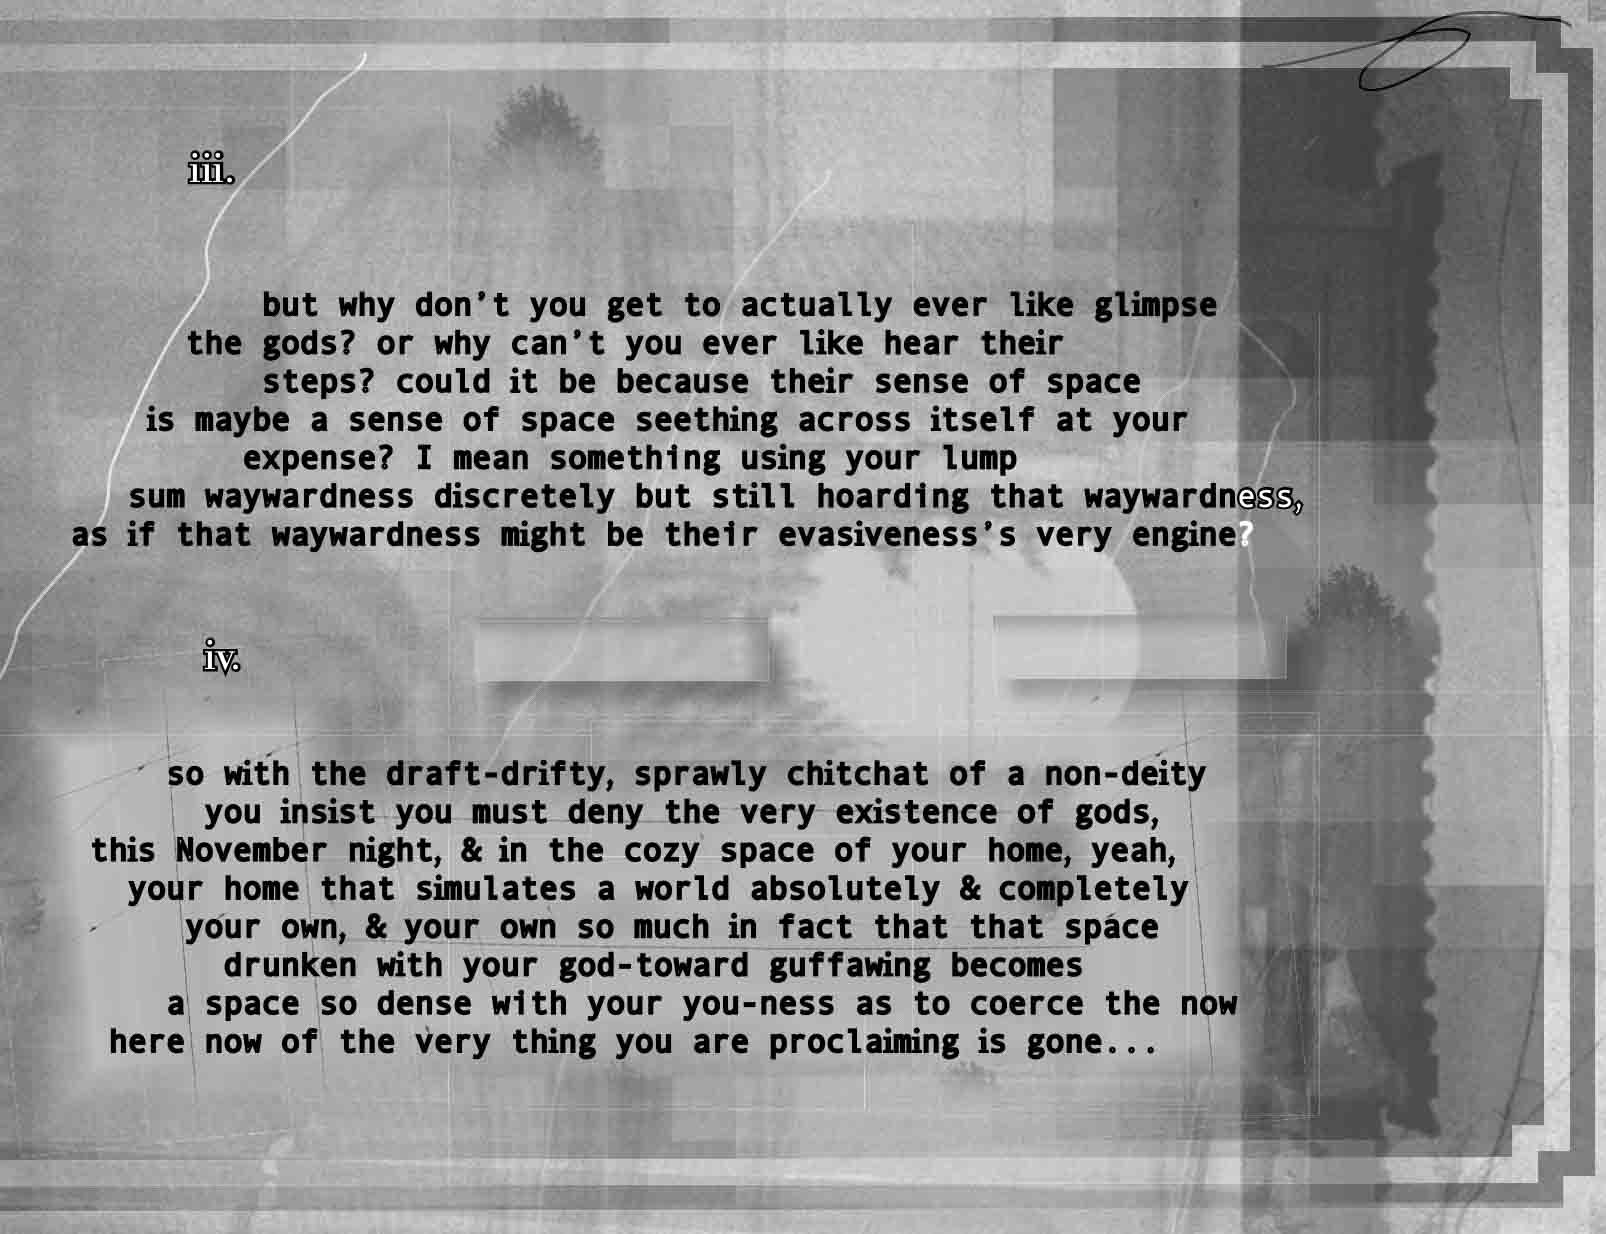 iii.
but why don't you get to actually ever like glimpse
the gods? or why can't you ever like hear their
steps? could it be because their sense of space
is maybe a sense of space seething across itself at your
expense? I mean something using your lump
sum waywardness discretely but still hoarding that waywardness,
as if that waywardness might be their evasiveness's very engine?
iv.
so with the draft-drifty, sprawly chitchat of a non-deity
you insist you must deny the very existence of gods,
this November night, & in the cozy space of your home, yeah,
your home that simulates a world absolutely & completely
your own, & your own so much in fact that that space
drunken with your god-toward guffawing becomes
a space so dense with your you-ness as to coerce the now
here now of the very thing you are proclaiming is gone...